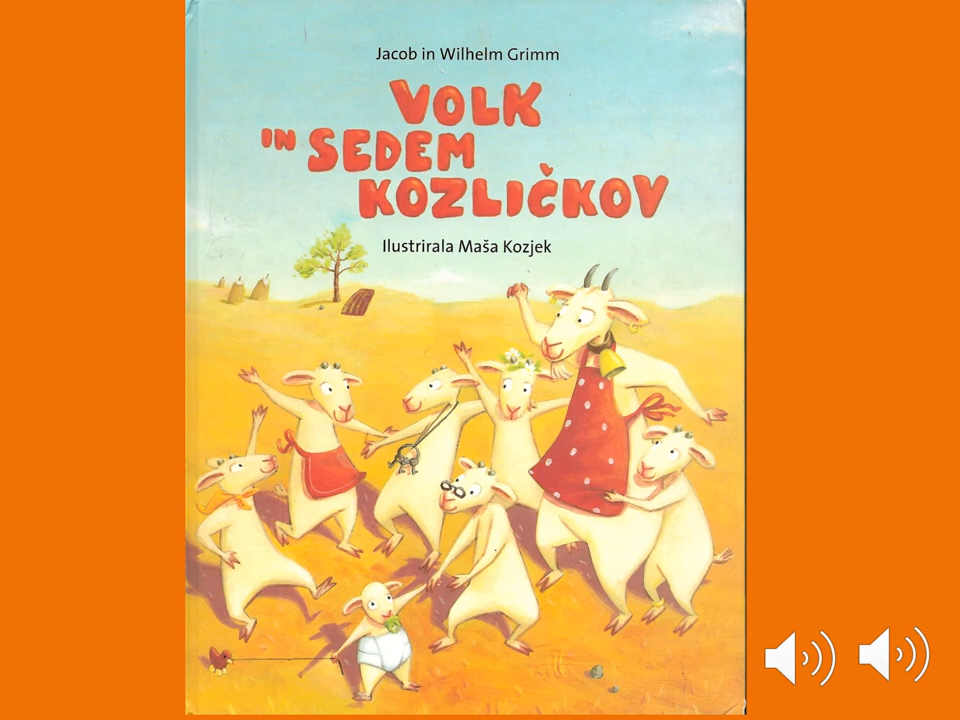 Jacob in Wilhelm Grimm
VOLK
IN SEDEM
KOZLIČKOV
Ilustrirala Maša Kozjek